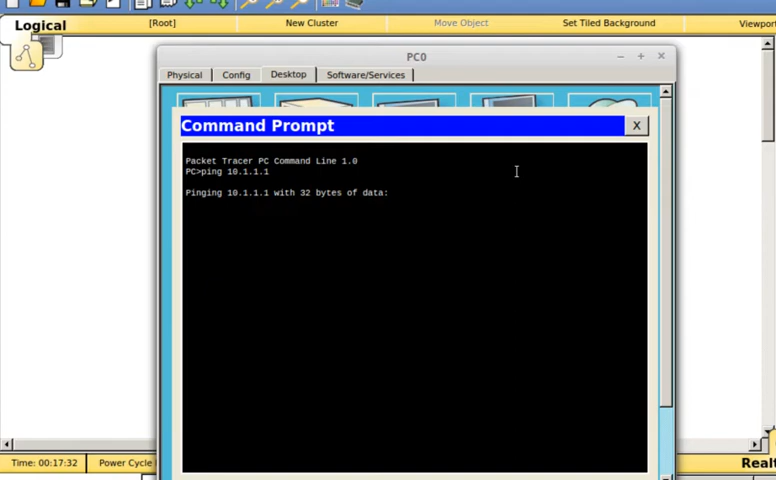 Logical
[Root]
New Cluster
Move Object
Set Tiled Background
Viewport
PC0
Physical
Config
Desktop
Software/Services
Command Prompt
X
Packet Tracer PC Command Line 1.0
PC>ping 10.1.1.1
Pinging 10.1.1.1 with 32 bytes of data:
Time: 00:17:32
Power Cycle
Realt